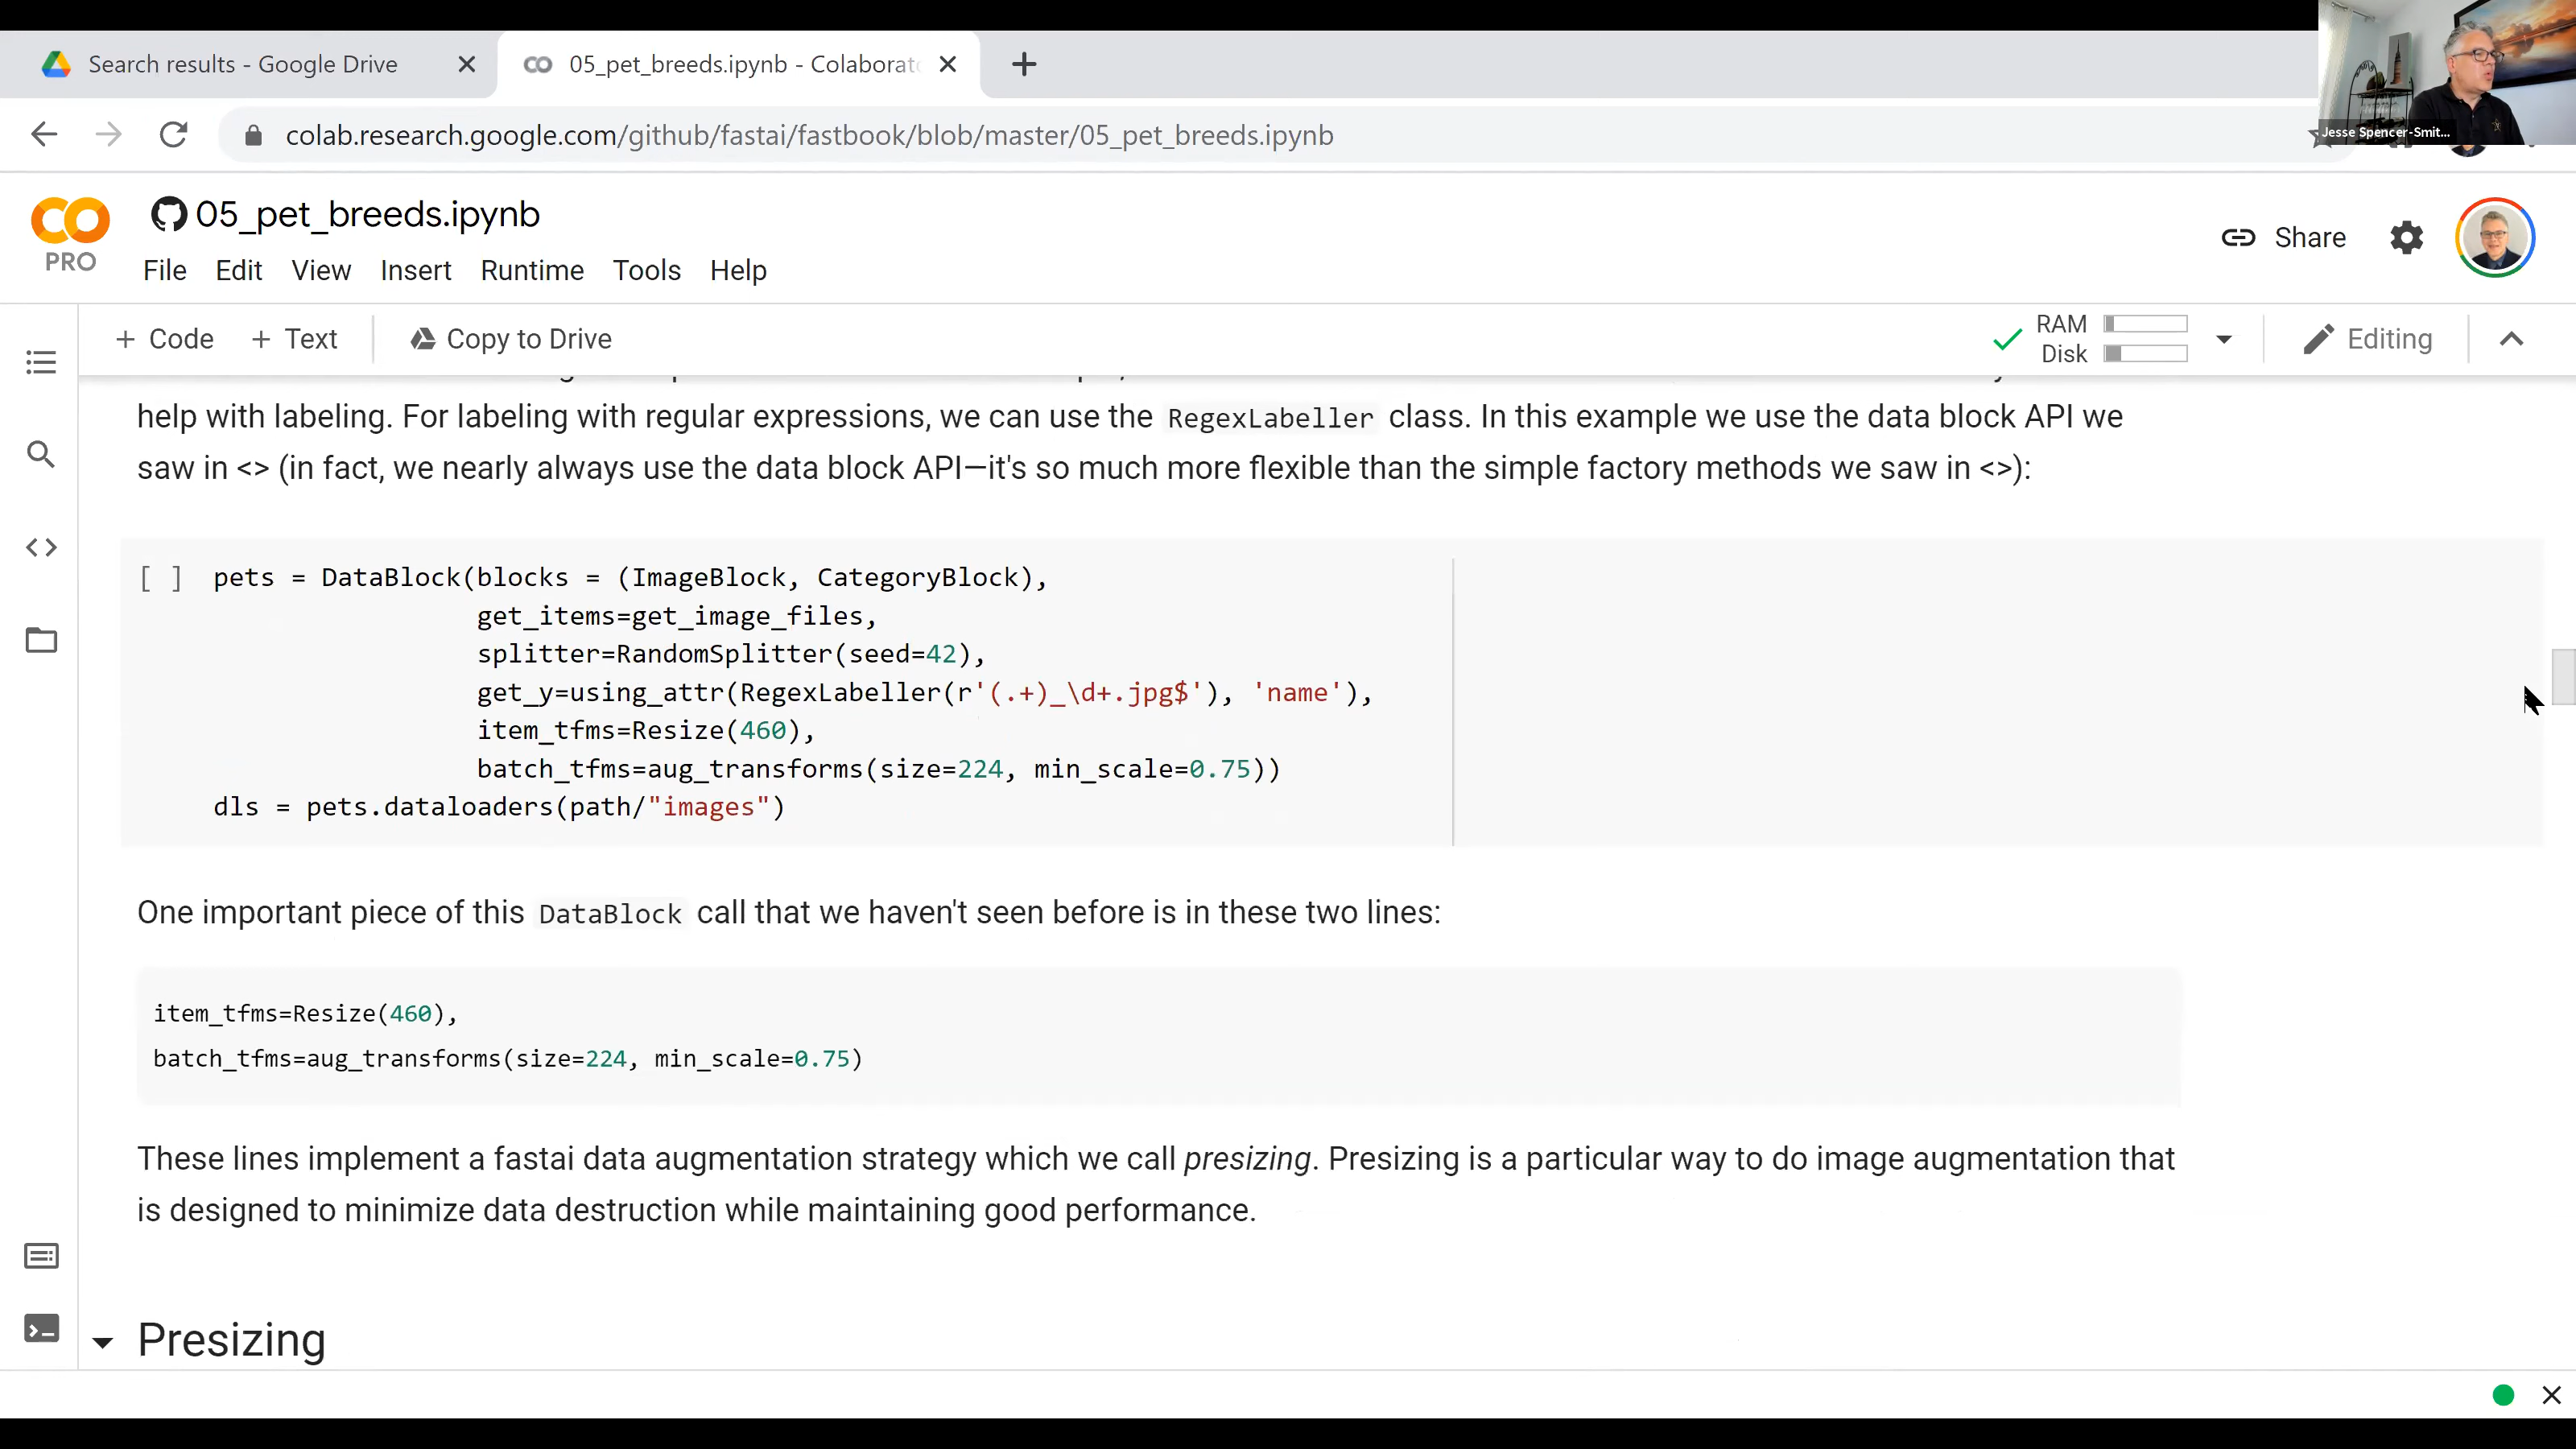 Search results - Google Drive
05_pet_breeds.ipynb - Colaborato
colab.research.google.com/github/fastai/fastbook/blob/master/05_pet_breeds.ipynb
Jesse Spencer-Smit...
PRO
05_pet_breeds.ipynb
File Edit View Insert Runtime Tools Help
Share
+ Code + Text Copy to Drive
RAM
Disk
Editing
help with labeling. For labeling with regular expressions, we can use the RegexLabeller class. In this example we use the data block API we
saw in <> (in fact, we nearly always use the data block API—it's so much more flexible than the simple factory methods we saw in <>):
[ ] pets = DataBlock(blocks = (ImageBlock, CategoryBlock),
get_items=get_image_files,
splitter=RandomSplitter(seed=42),
get_y=using_attr(RegexLabeller(r'(.+)_\d+.jpg$'), 'name'),
item_tfms=Resize(460),
batch_tfms=aug_transforms(size=224, min_scale=0.75))
dls = pets.dataloaders(path/"images")
One important piece of this DataBlock call that we haven't seen before is in these two lines:
item_tfms=Resize(460),
batch_tfms=aug_transforms(size=224, min_scale=0.75)
These lines implement a fastai data augmentation strategy which we call presizing. Presizing is a particular way to do image augmentation that
is designed to minimize data destruction while maintaining good performance.
Presizing